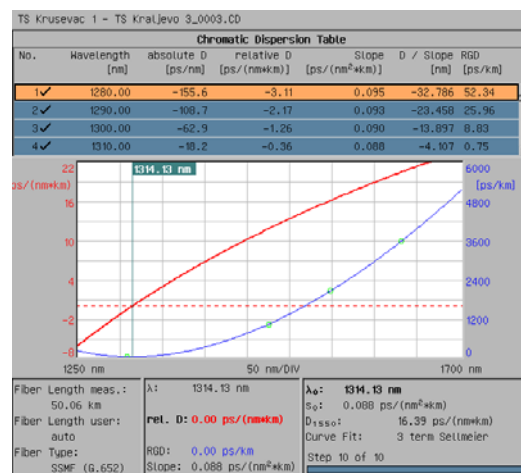 TS Krusevac 1 - TS Kraljevo 3_0003.CD
Chromatic Dispersion Table
No. Wavelength absolute D relative D Slope D / Slope RGD
[nm] [ps/nm] [ps/(nm*km)] [ps/(nm²*km)] [nm] [ps/km]
1✓ 1280.00 -155.6 -3.11 0.095 -32.786 52.34
2✓ 1290.00 -108.7 -2.17 0.093 -23.458 25.96
3✓ 1300.00 -62.9 -1.26 0.090 -13.897 8.83
4✓ 1310.00 -18.2 -0.36 0.088 -4.107 0.75
22 1314.13 nm 6000
ps/(nm*km) [ps/km]
16 4800
10 3600
4 2400
-2 1200
-8 0
1250 nm 50 nm/DIV 1700 nm
Fiber Length meas.: λ: 1314.13 nm λ₀: 1314.13 nm
50.06 km S₀: 0.088 ps/(nm²*km)
Fiber Length user: rel. D: 0.00 ps/(nm*km) D₁₅₅₀: 16.39 ps/(nm*km)
auto Curve Fit: 3 term Sellmeier
Fiber Type: RGD: 0.00 ps/km
SSMF (G.652) Slope: 0.088 ps/(nm²*km) Step 10 of 10